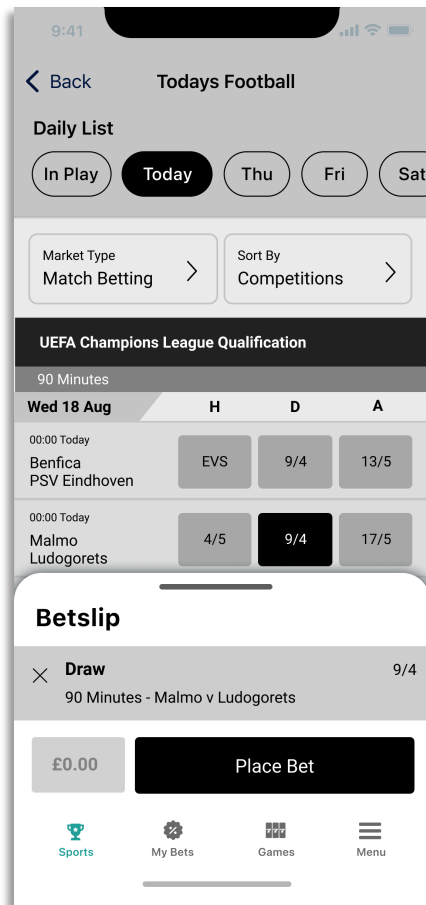 9:41
Back Todays Football
Daily List
In Play Today Thu Fri Sat
Market Type Sort By
Match Betting Competitions
UEFA Champions League Qualification
90 Minutes
Wed 18 Aug H D A
00:00 Today
Benfica EVS 9/4 13/5
PSV Eindhoven
00:00 Today
Malmo 4/5 9/4 17/5
Ludogorets
Betslip
Draw 9/4
90 Minutes - Malmo v Ludogorets
£0.00 Place Bet
777
Sports My Bets Games Menu